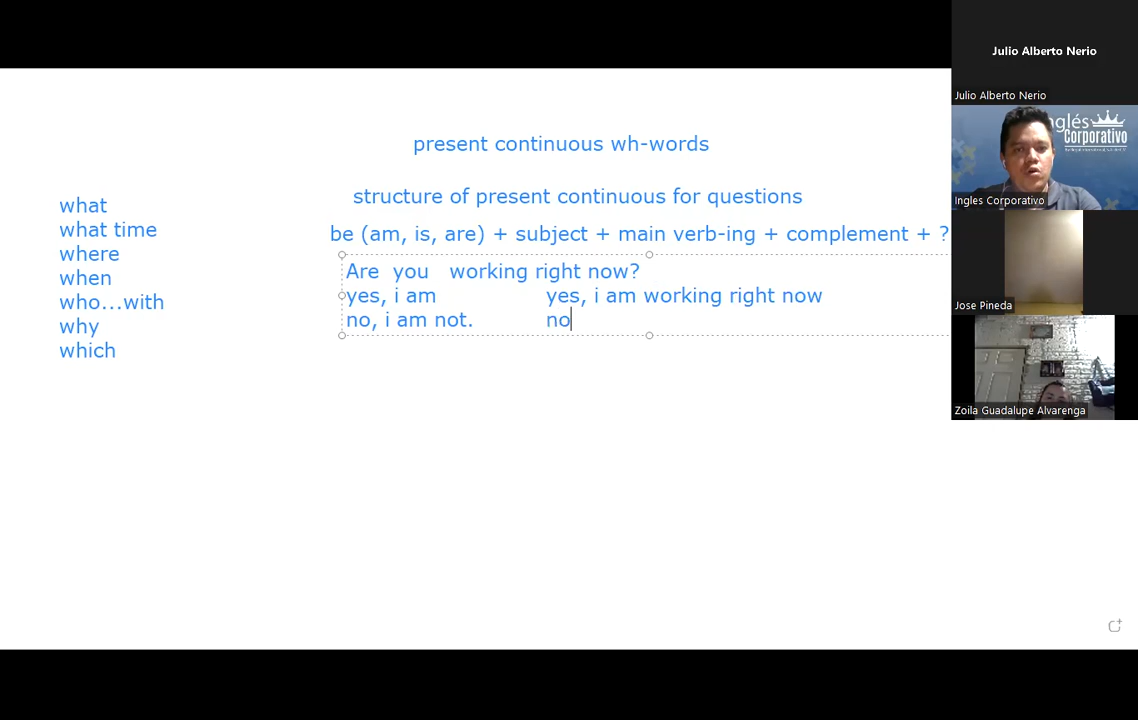 present continuous wh-words
structure of present continuous for questions
be (am, is, are) + subject + main verb-ing + complement + ?
what
what time
where
when
who...with
why
which
Are you working right now?
yes, i am yes, i am working right now
no, i am not. no
Julio Alberto Nerio
Julio Alberto Nerio
Inglés
Corporativo
Ingles Corporativo
Jose Pineda
Zoila Guadalupe Alvarenga